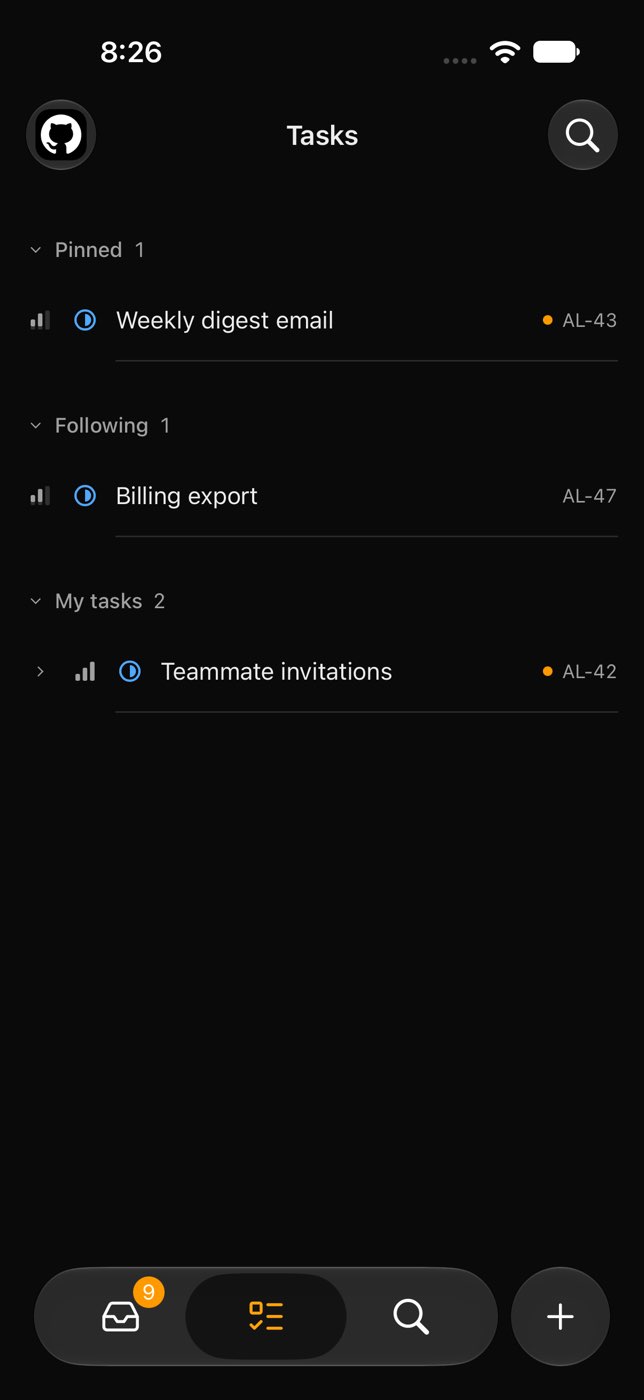 8:26
Tasks
Pinned 1
Weekly digest email AL-43
Following 1
Billing export AL-47
My tasks 2
Teammate invitations AL-42
9